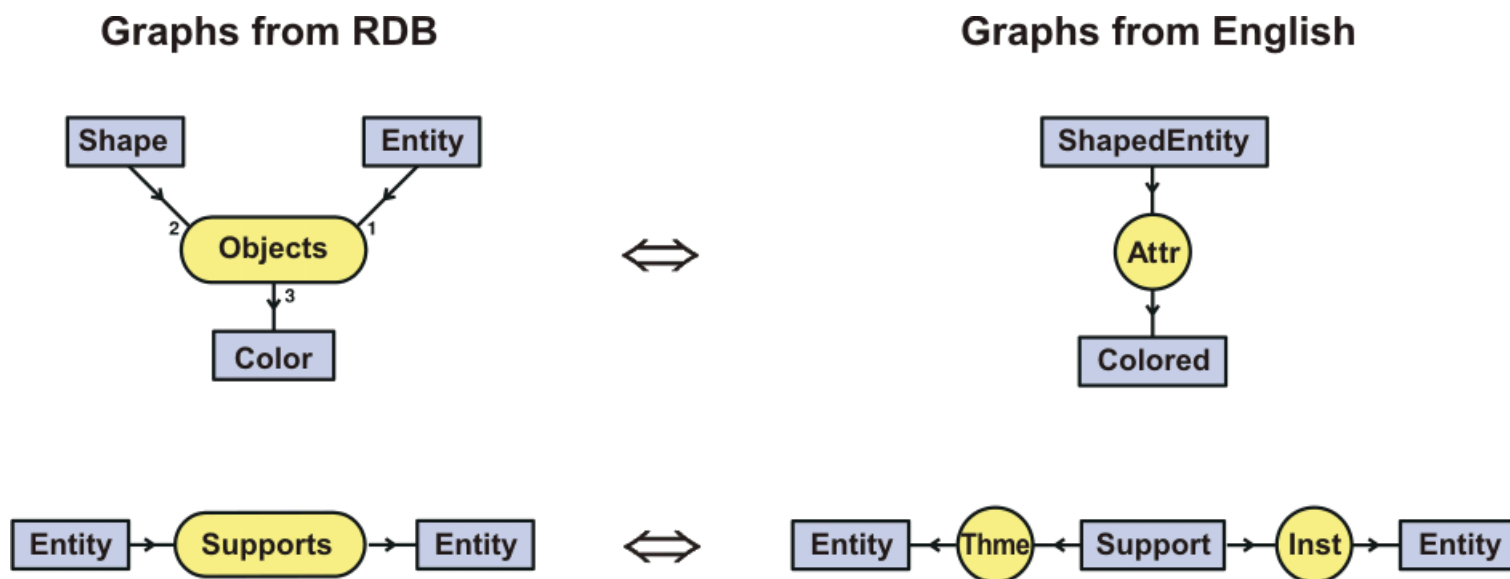 Graphs from RDB
Graphs from English
Shape
Entity
ShapedEntity
2
Objects
1
Attr
3
Color
Colored
Entity
Supports
Entity
Entity
Thme
Support
Inst
Entity